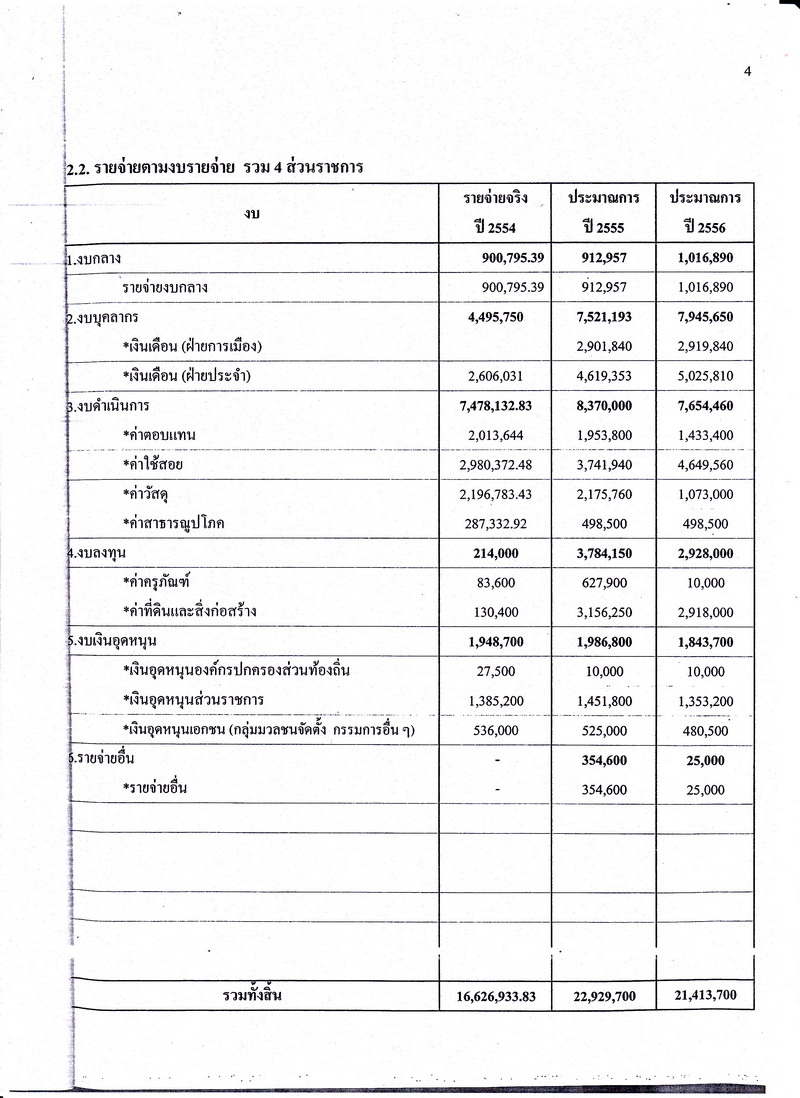 4
2.2. รายจ่ายตามงบรายจ่าย รวม 4 ส่วนราชการ
งบ รายจ่ายจริง ประมาณการ ประมาณการ
ปี 2554 ปี 2555 ปี 2556
1.งบกลาง 900,795.39 912,957 1,016,890
รายจ่ายงบกลาง 900,795.39 912,957 1,016,890
2.งบบุคลากร 4,495,750 7,521,193 7,945,650
*เงินเดือน (ฝ่ายการเมือง) 2,901,840 2,919,840
*เงินเดือน (ฝ่ายประจำ) 2,606,031 4,619,353 5,025,810
3.งบดำเนินการ 7,478,132.83 8,370,000 7,654,460
*ค่าตอบแทน 2,013,644 1,953,800 1,433,400
*ค่าใช้สอย 2,980,372.48 3,741,940 4,649,560
*ค่าวัสดุ 2,196,783.43 2,175,760 1,073,000
*ค่าสาธารณูปโภค 287,332.92 498,500 498,500
4.งบลงทุน 214,000 3,784,150 2,928,000
*ค่าครุภัณฑ์ 83,600 627,900 10,000
*ค่าที่ดินและสิ่งก่อสร้าง 130,400 3,156,250 2,918,000
5.งบเงินอุดหนุน 1,948,700 1,986,800 1,843,700
*เงินอุดหนุนองค์กรปกครองส่วนท้องถิ่น 27,500 10,000 10,000
*เงินอุดหนุนส่วนราชการ 1,385,200 1,451,800 1,353,200
*เงินอุดหนุนเอกชน (กลุ่มมวลชนจัดตั้ง กรรมการอื่น ๆ) 536,000 525,000 480,500
6.รายจ่ายอื่น - 354,600 25,000
*รายจ่ายอื่น - 354,600 25,000
รวมทั้งสิ้น 16,626,933.83 22,929,700 21,413,700